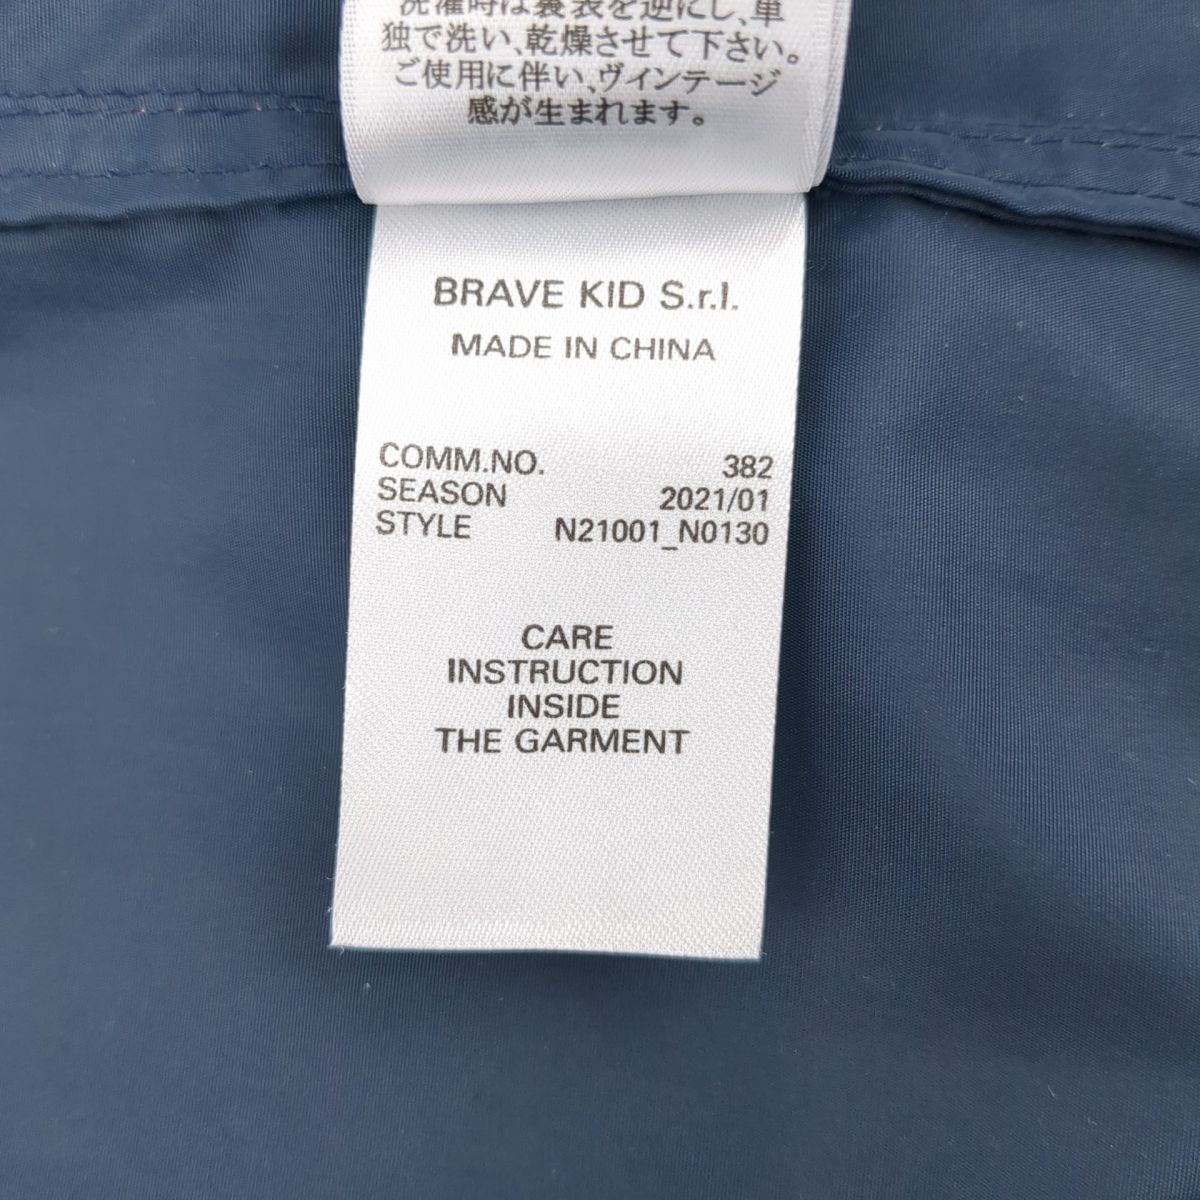 洗濯時は裏表を逆にし、単
独で洗い、乾燥させて下さい。
ご使用に伴い、ヴィンテージ
感が生まれます。
BRAVE KID S.r.l.
MADE IN CHINA
COMM.NO. 382
SEASON 2021/01
STYLE N21001_N0130
CARE
INSTRUCTION
INSIDE
THE GARMENT